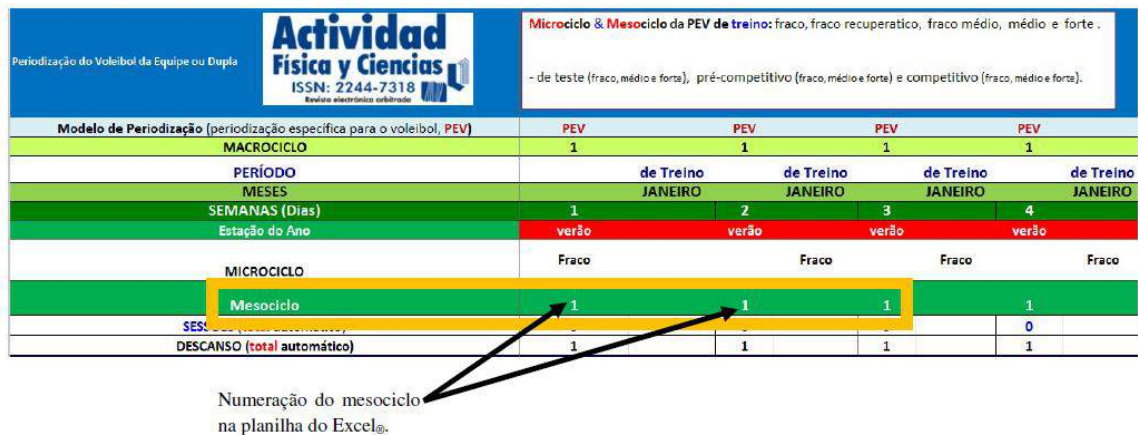 Periodização do Voleibol da Equipe ou Dupla
Actividad
Física y Ciencias
ISSN: 2244-7318
Revista electrónica arbitrada
Microciclo & Mesociclo da PEV de treino: fraco, fraco recuperatico, fraco médio, médio e forte .
- de teste (fraco, médio e forte), pré-competitivo (fraco, médio e forte) e competitivo (fraco, médio e forte).
Modelo de Periodização (periodização específica para o voleibol, PEV) PEV PEV PEV PEV
MACROCICLO 1 1 1 1
PERÍODO de Treino de Treino de Treino de Treino
MESES JANEIRO JANEIRO JANEIRO JANEIRO
SEMANAS (Dias) 1 2 3 4
Estação do Ano verão verão verão verão
MICROCICLO Fraco Fraco Fraco Fraco
Mesociclo 1 1 1 1
0
DESCANSO (total automático) 1 1 1 1
Numeração do mesociclo
na planilha do Excel®.